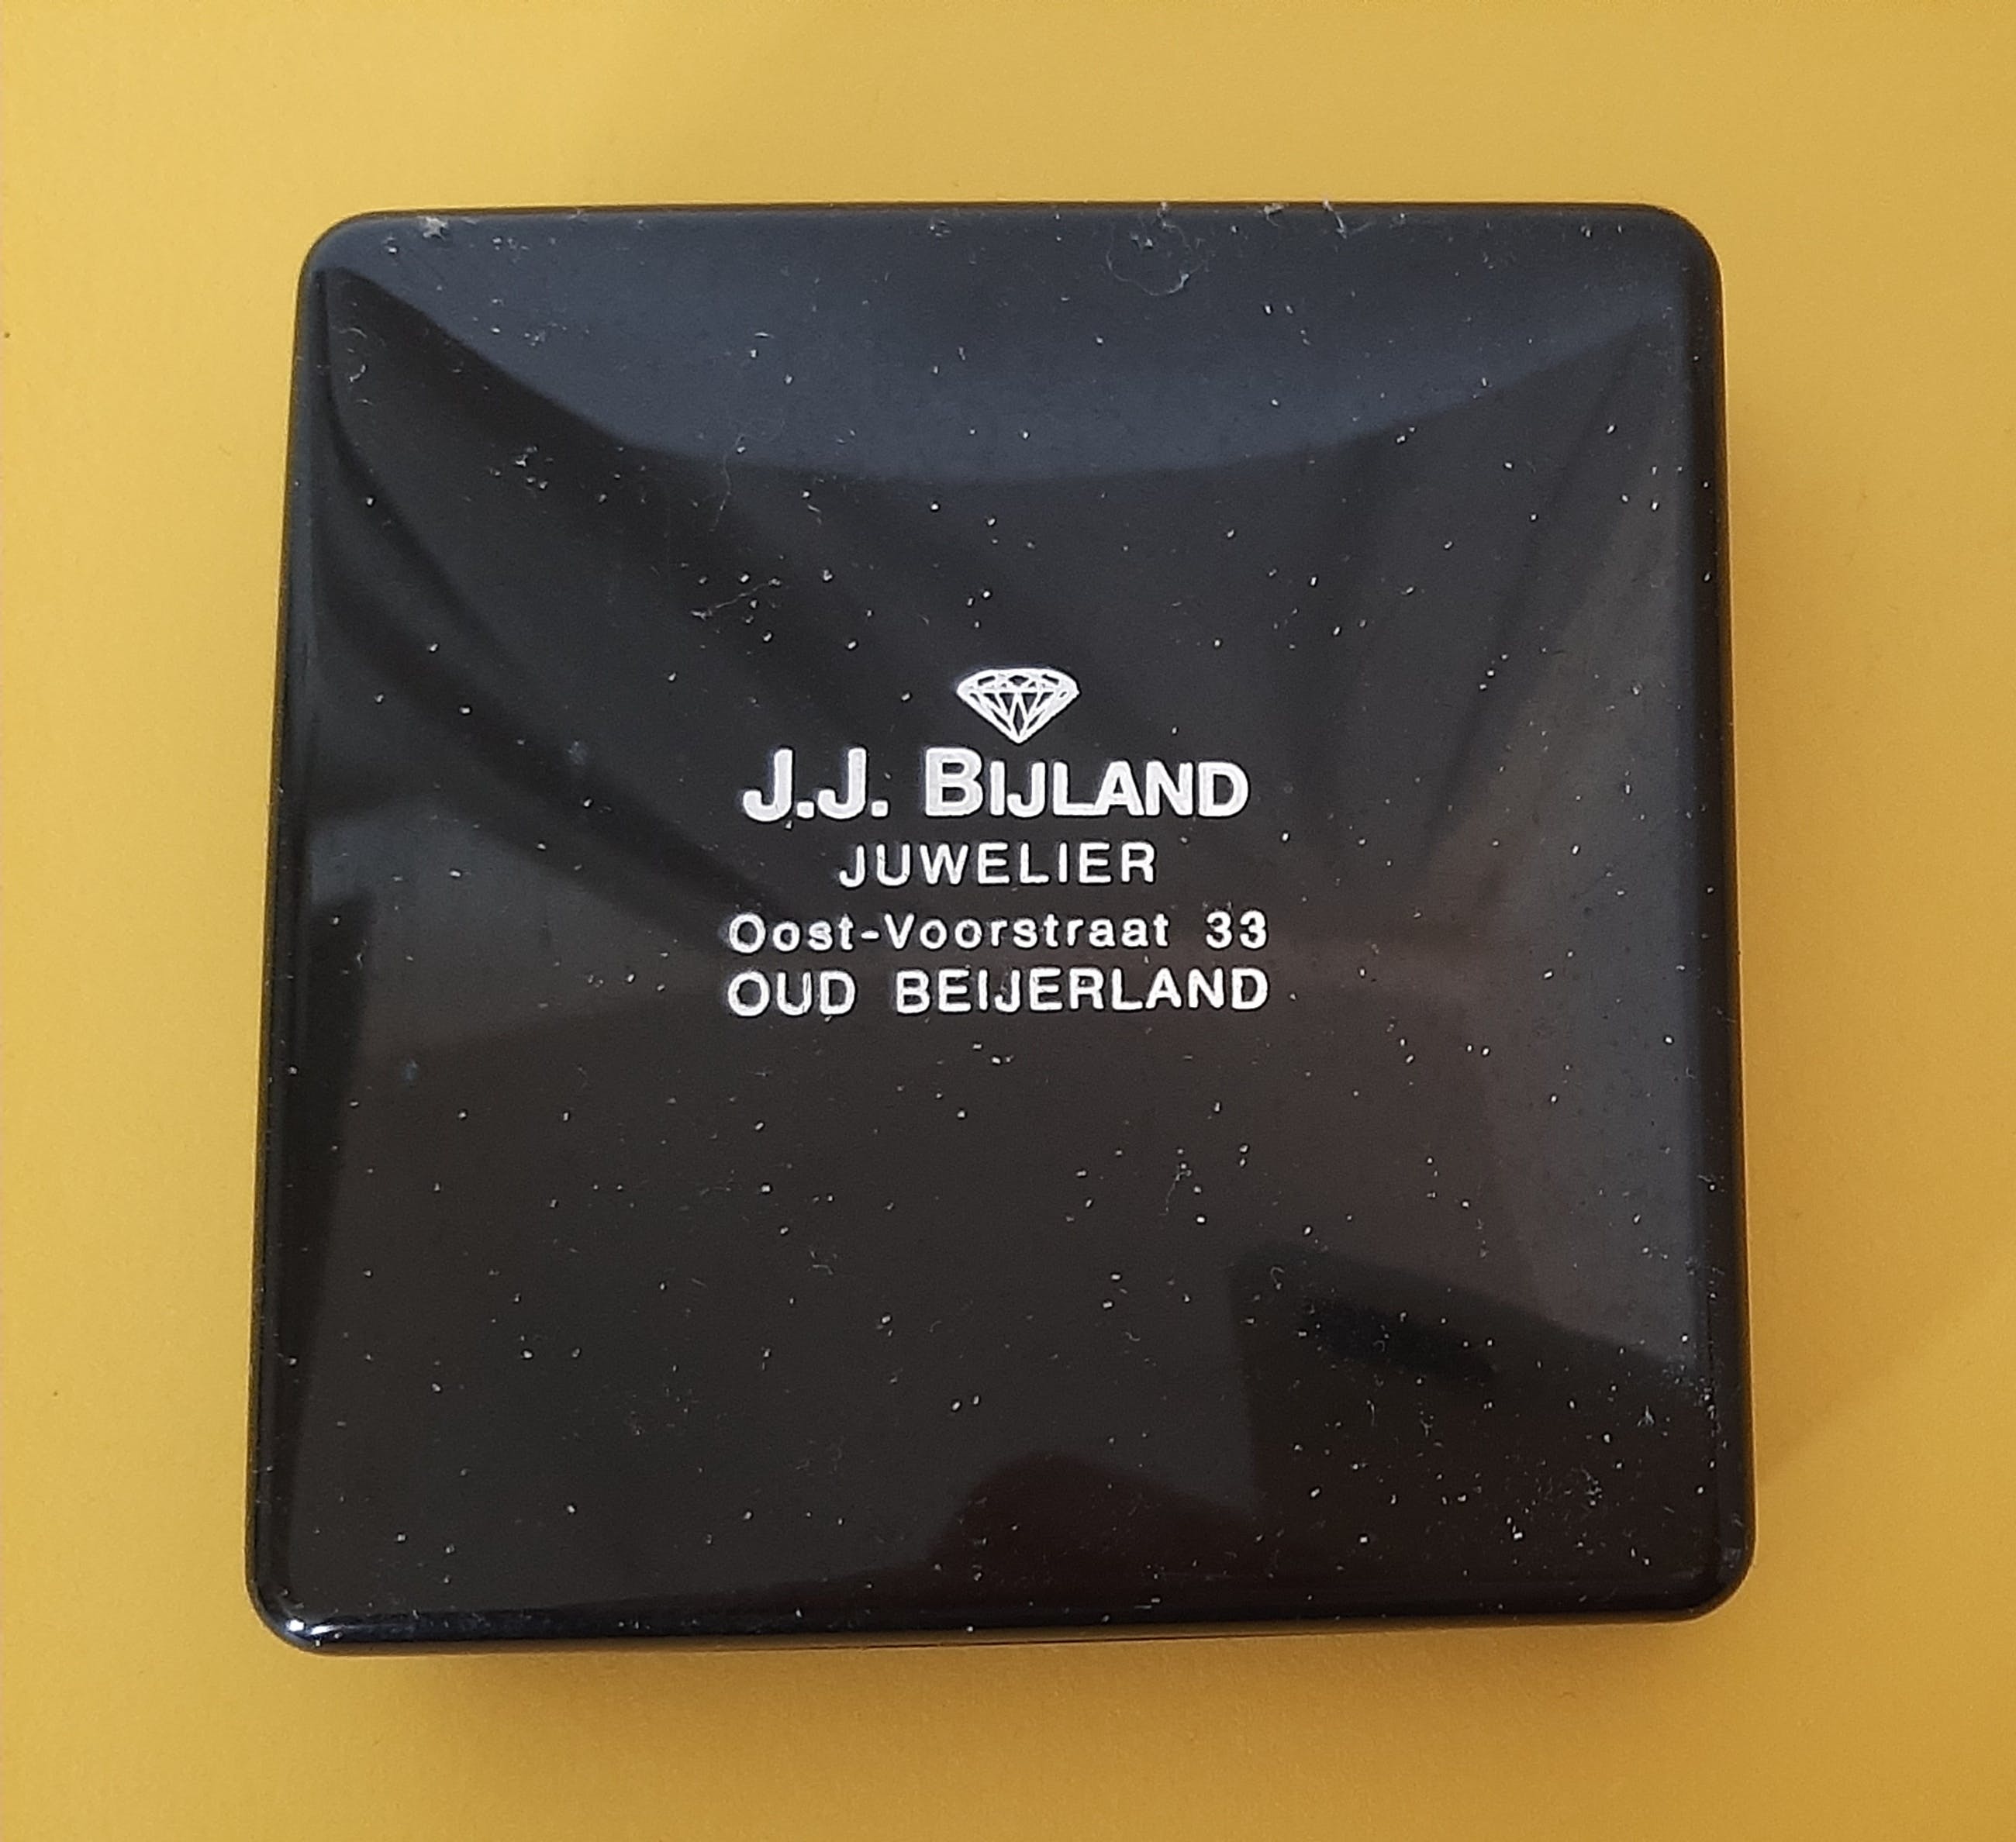 J.J. BIJLAND
JUWELIER
Oost-Voorstraat 33
OUD BEIJERLAND